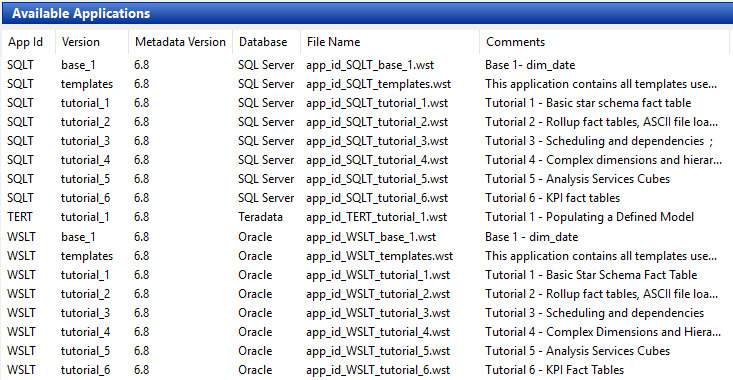 Available Applications
App Id Version Metadata Version Database File Name Comments
SQLT base_1 6.8 SQL Server app_id_SQLT_base_1.wst Base 1- dim_date
SQLT templates 6.8 SQL Server app_id_SQLT_templates.wst This application contains all templates use...
SQLT tutorial_1 6.8 SQL Server app_id_SQLT_tutorial_1.wst Tutorial 1 - Basic star schema fact table
SQLT tutorial_2 6.8 SQL Server app_id_SQLT_tutorial_2.wst Tutorial 2 - Rollup fact tables, ASCII file loa...
SQLT tutorial_3 6.8 SQL Server app_id_SQLT_tutorial_3.wst Tutorial 3 - Scheduling and dependencies ;
SQLT tutorial_4 6.8 SQL Server app_id_SQLT_tutorial_4.wst Tutorial 4 - Complex dimensions and hierar...
SQLT tutorial_5 6.8 SQL Server app_id_SQLT_tutorial_5.wst Tutorial 5 - Analysis Services Cubes
SQLT tutorial_6 6.8 SQL Server app_id_SQLT_tutorial_6.wst Tutorial 6 - KPI fact tables
TERT tutorial_1 6.8 Teradata app_id_TERT_tutorial_1.wst Tutorial 1 - Populating a Defined Model
WSLT base_1 6.8 Oracle app_id_WSLT_base_1.wst Base 1 - dim_date
WSLT templates 6.8 Oracle app_id_WSLT_templates.wst This application contains all templates use...
WSLT tutorial_1 6.8 Oracle app_id_WSLT_tutorial_1.wst Tutorial 1 - Basic Star Schema Fact Table
WSLT tutorial_2 6.8 Oracle app_id_WSLT_tutorial_2.wst Tutorial 2 - Rollup fact tables, ASCII file loa...
WSLT tutorial_3 6.8 Oracle app_id_WSLT_tutorial_3.wst Tutorial 3 - Scheduling and dependencies
WSLT tutorial_4 6.8 Oracle app_id_WSLT_tutorial_4.wst Tutorial 4 - Complex Dimensions and Hiera...
WSLT tutorial_5 6.8 Oracle app_id_WSLT_tutorial_5.wst Tutorial 5 - Analysis Services Cubes
WSLT tutorial_6 6.8 Oracle app_id_WSLT_tutorial_6.wst Tutorial 6 - KPI Fact Tables